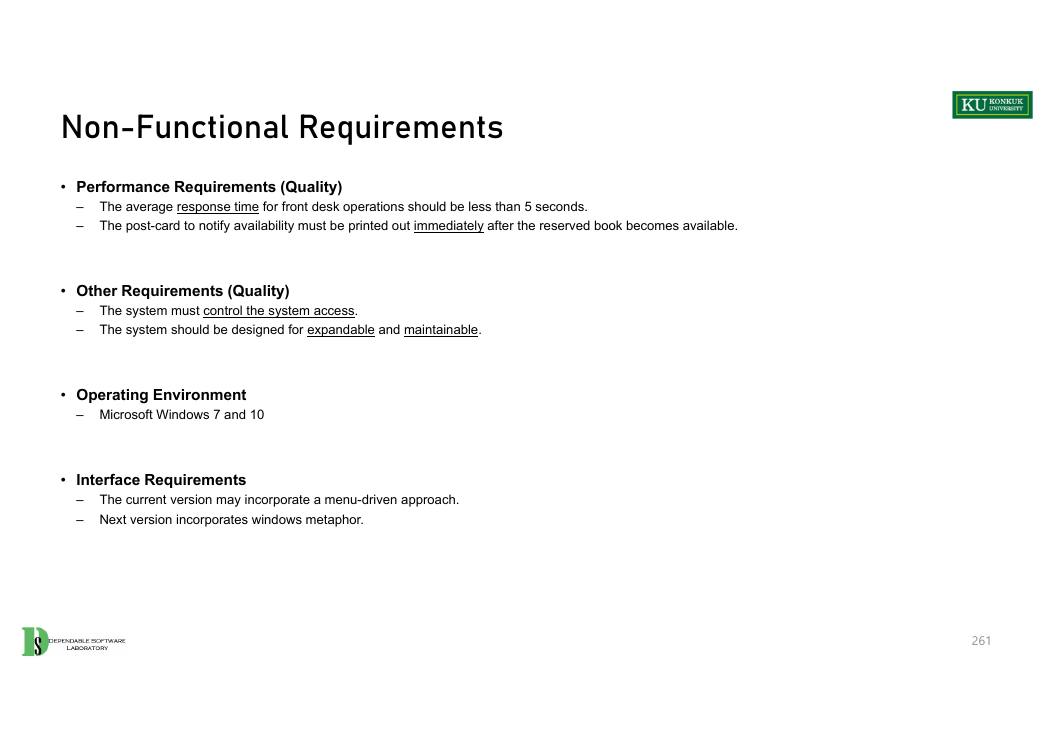 KU KONKUK UNIVERSITY
Non-Functional Requirements
• Performance Requirements (Quality)
– The average response time for front desk operations should be less than 5 seconds.
– The post-card to notify availability must be printed out immediately after the reserved book becomes available.
• Other Requirements (Quality)
– The system must control the system access.
– The system should be designed for expandable and maintainable.
• Operating Environment
– Microsoft Windows 7 and 10
• Interface Requirements
– The current version may incorporate a menu-driven approach.
– Next version incorporates windows metaphor.
DS DEPENDABLE SOFTWARE
LABORATORY
261